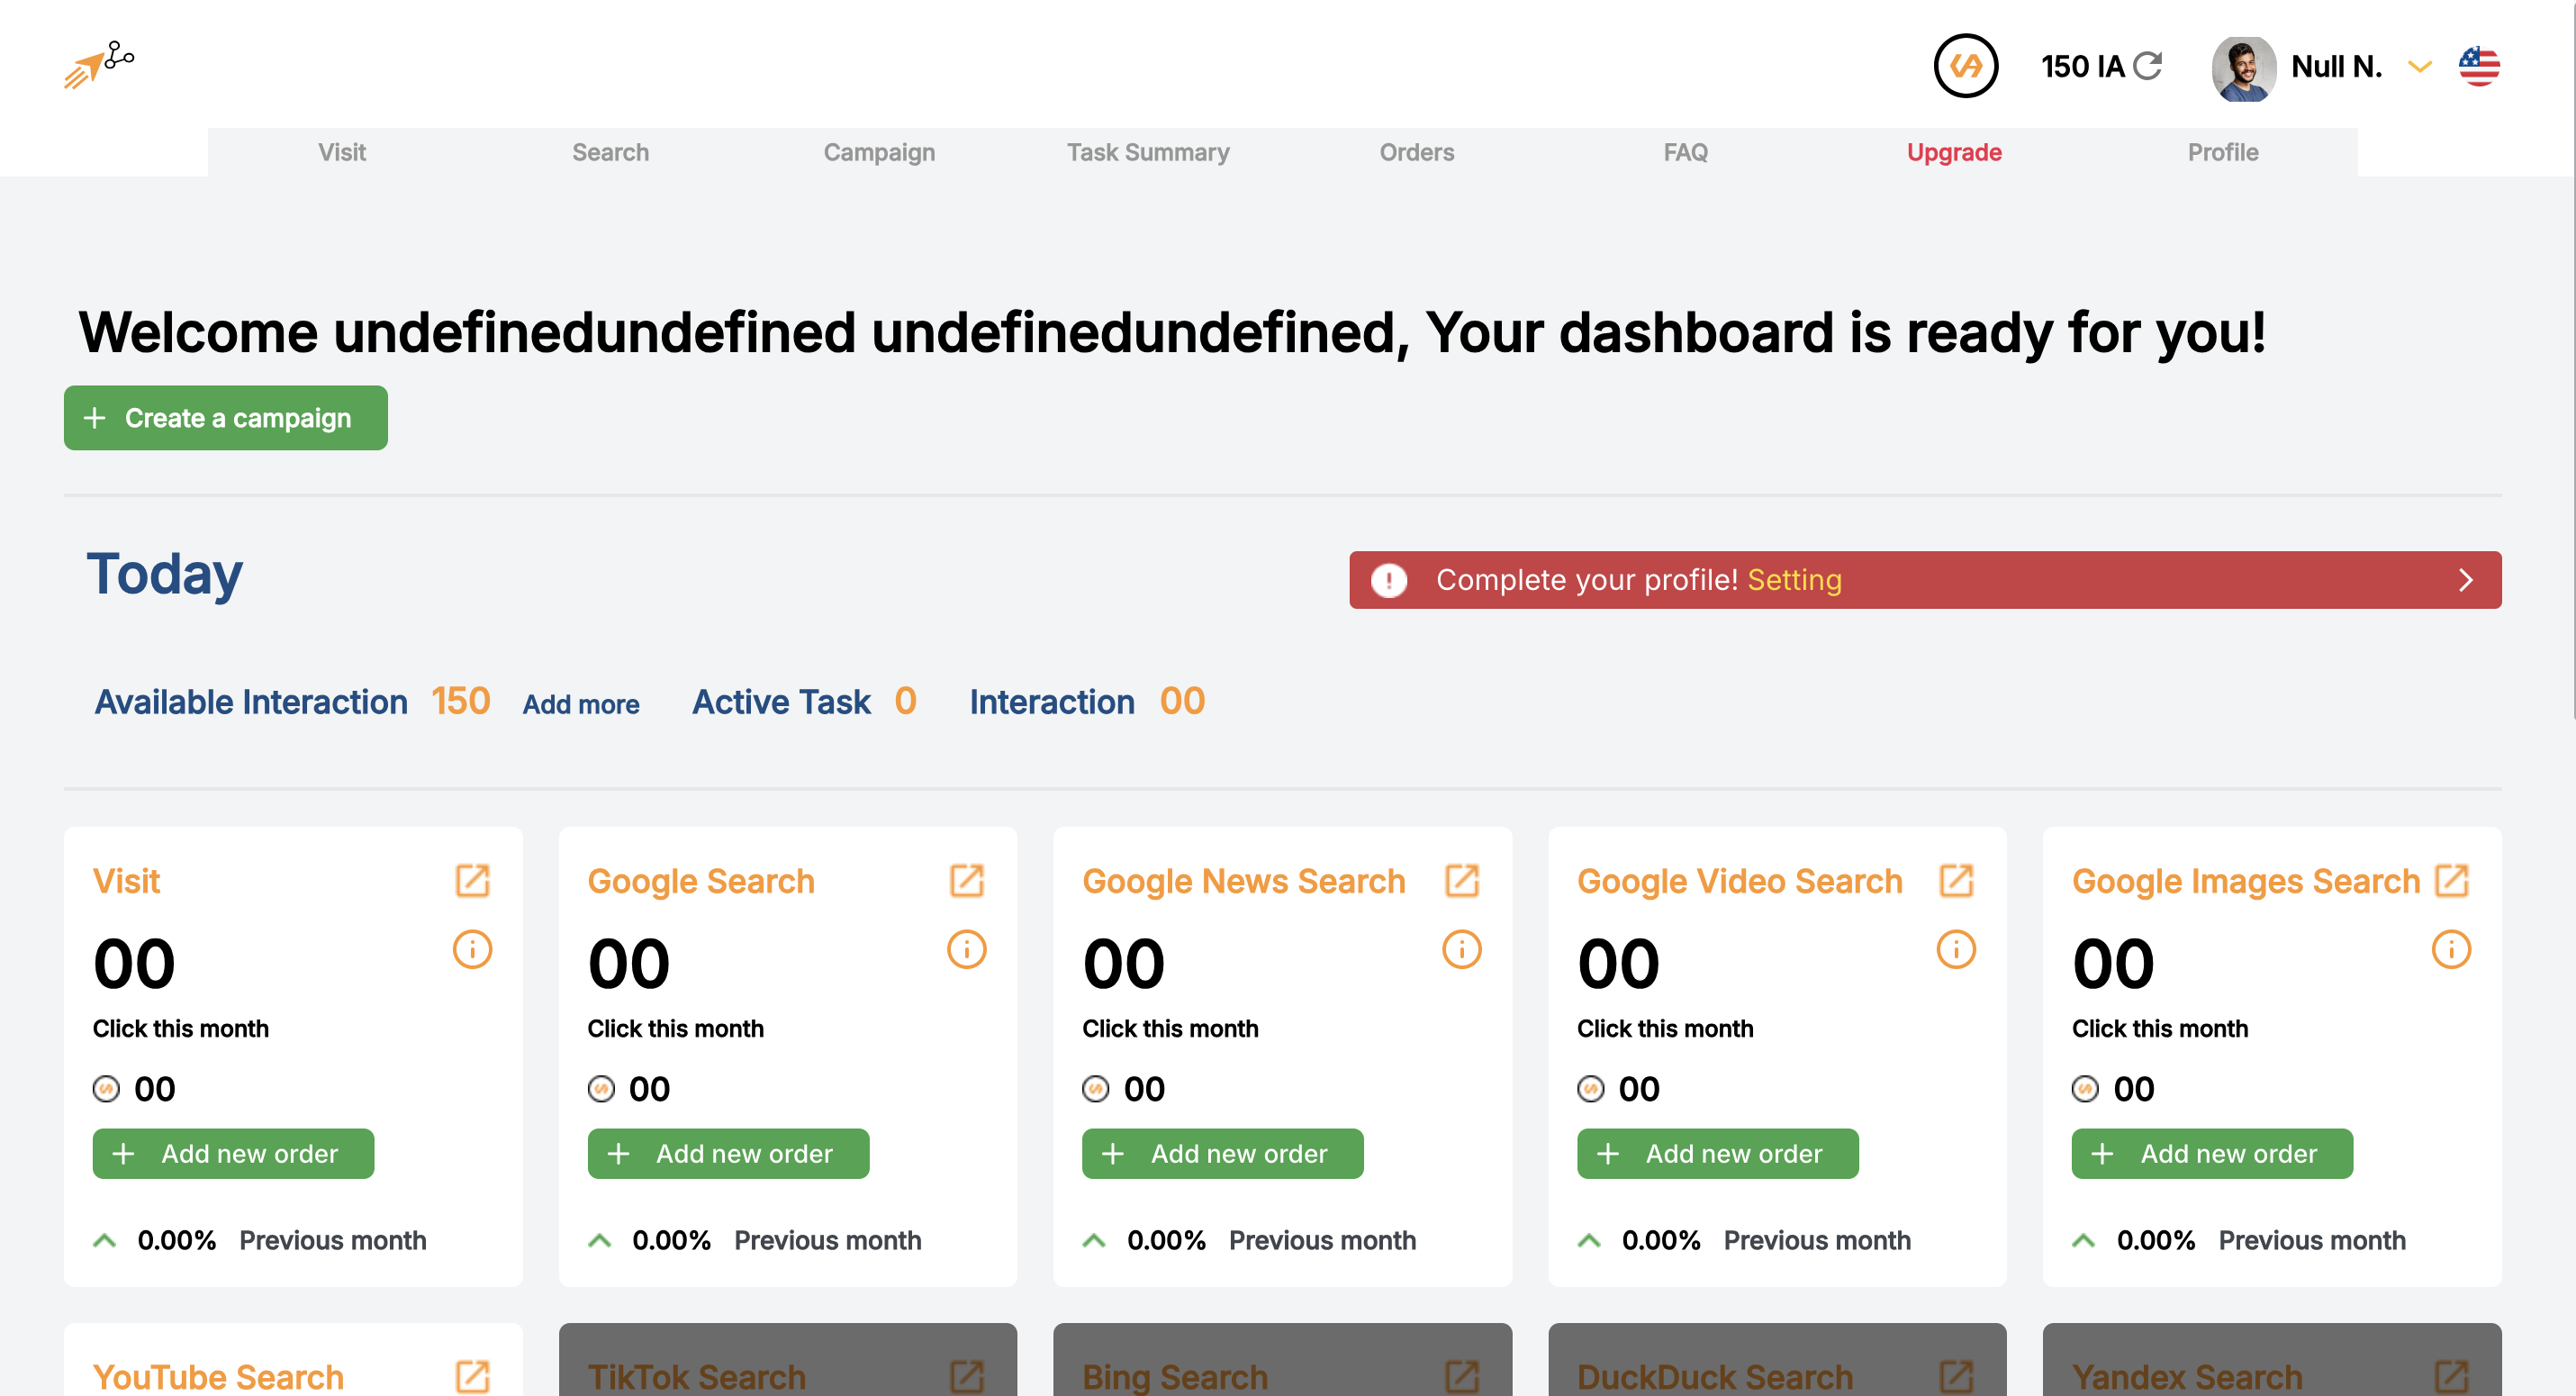 150 IA
Null N.
Visit
Search
Campaign
Task Summary
Orders
FAQ
Upgrade
Profile
Welcome undefinedundefined undefinedundefined, Your dashboard is ready for you!
+ Create a campaign
Today
Complete your profile! Setting
Available Interaction 150 Add more Active Task 0 Interaction 00
Visit
00
Click this month
00
+ Add new order
0.00% Previous month
Google Search
00
Click this month
00
+ Add new order
0.00% Previous month
Google News Search
00
Click this month
00
+ Add new order
0.00% Previous month
Google Video Search
00
Click this month
00
+ Add new order
0.00% Previous month
Google Images Search
00
Click this month
00
+ Add new order
0.00% Previous month
YouTube Search
TikTok Search
Bing Search
DuckDuck Search
Yandex Search